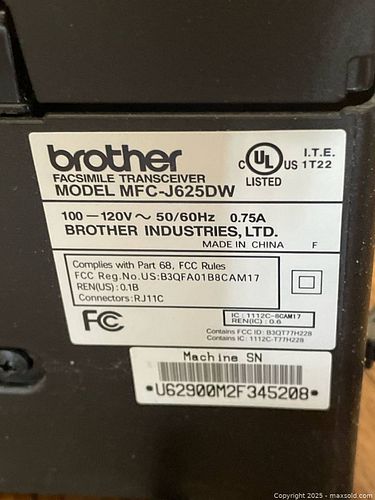 brother
FACSIMILE TRANSCEIVER
MODEL MFC-J625DW
C UL US
LISTED
I.T.E.
1T22
100 — 120V ~ 50/60Hz 0.75A
BROTHER INDUSTRIES, LTD.
MADE IN CHINA F
Complies with Part 68, FCC Rules
FCC Reg.No.US:B3QFA01B8CAM17
REN(US):0.1B
Connectors:RJ11C
FC
IC : 1112C-8CAM17
REN(IC) : 0.6
Contains FCC ID: B3QT77H228
Contains IC: 1112C-T77H228
Machine SN
*U62900M2F345208*
Copyright 2025 - maxsold.com